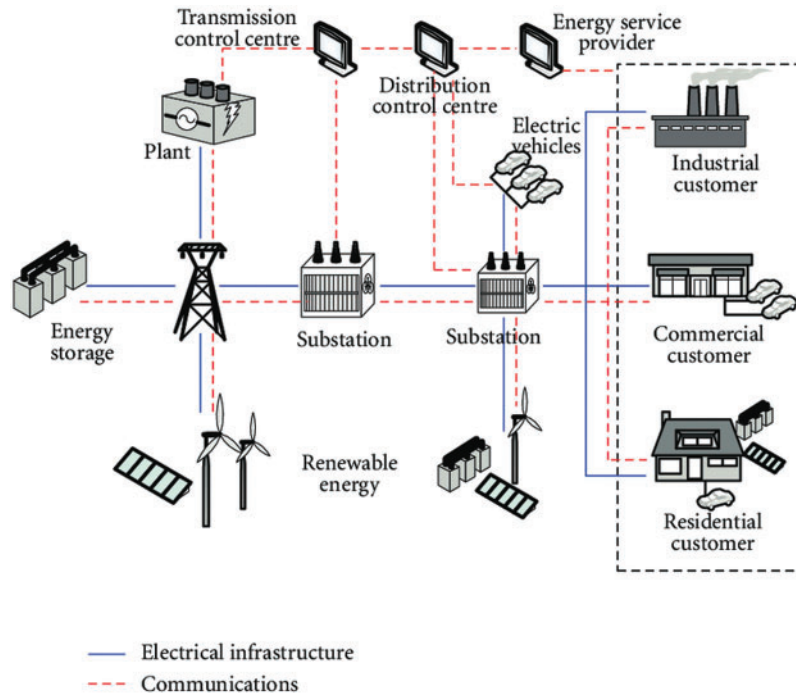 Transmission
control centre
Energy service
provider
Distribution
control centre
Electric
vehicles
Plant
Industrial
customer
Energy
storage
Substation
Substation
Commercial
customer
Renewable
energy
Residential
customer
Electrical infrastructure
Communications